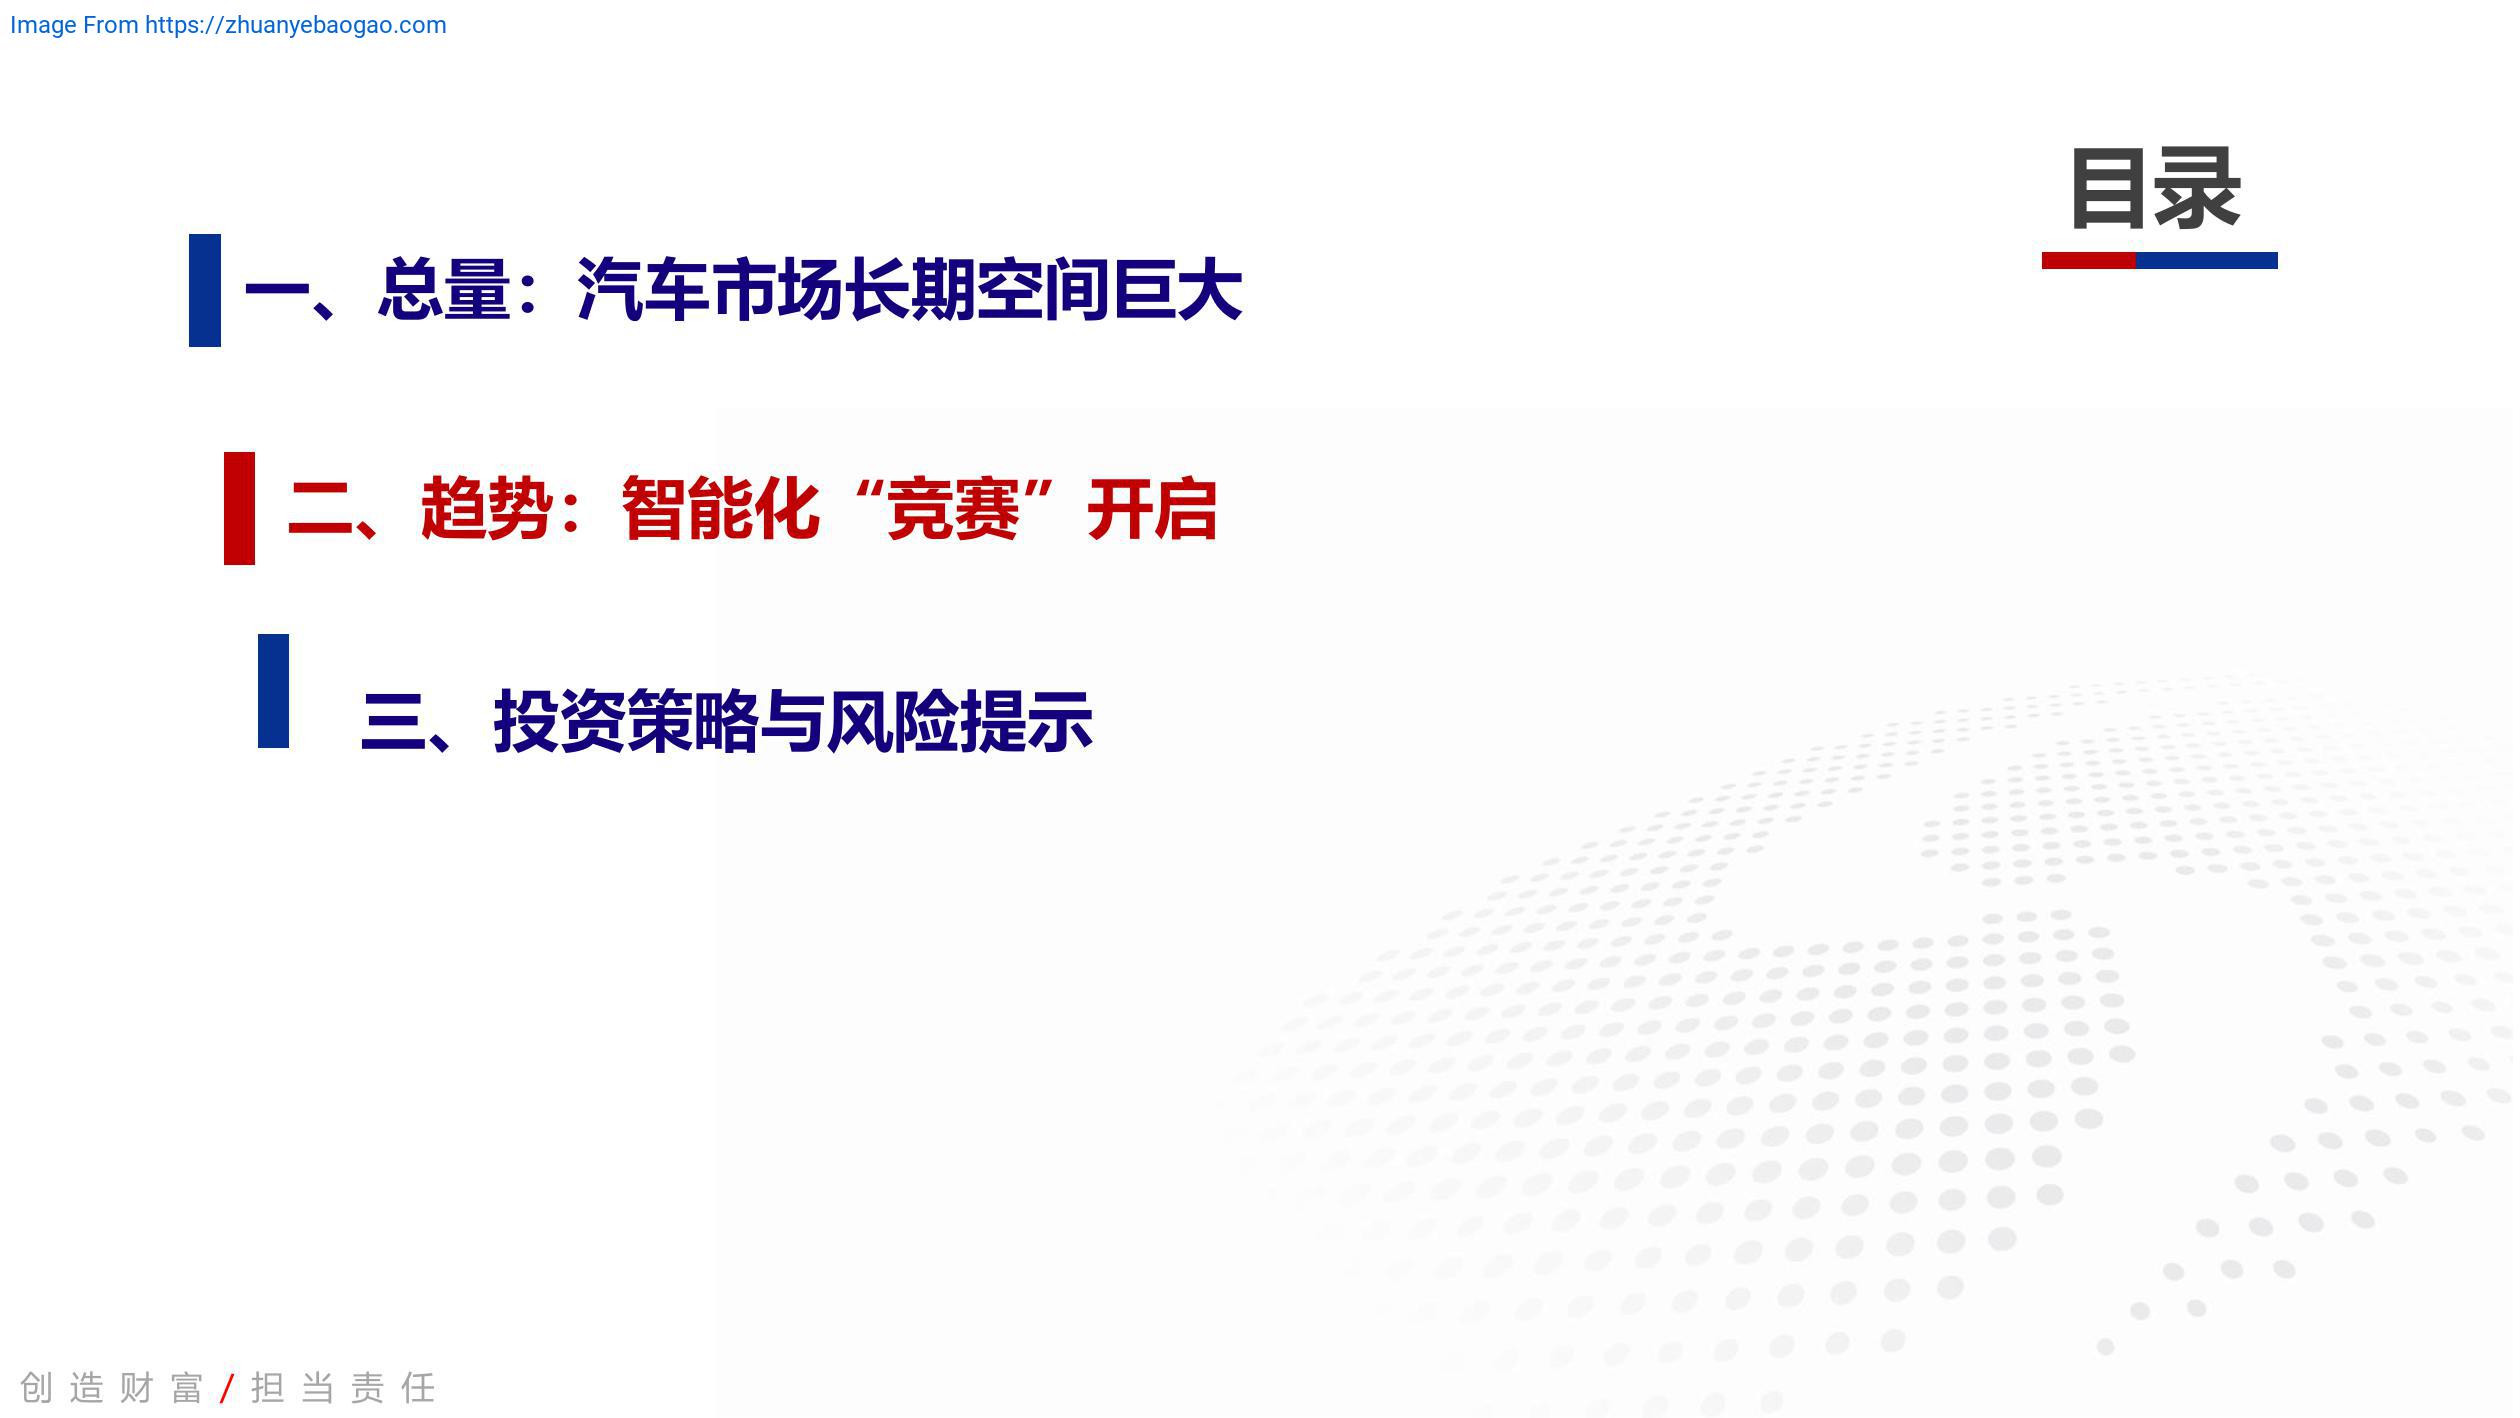 Image From https://zhuanyebaogao.com
目录
一、总量：汽车市场长期空间巨大
二、趋势：智能化“竞赛”开启
三、投资策略与风险提示
创造财富/担当责任